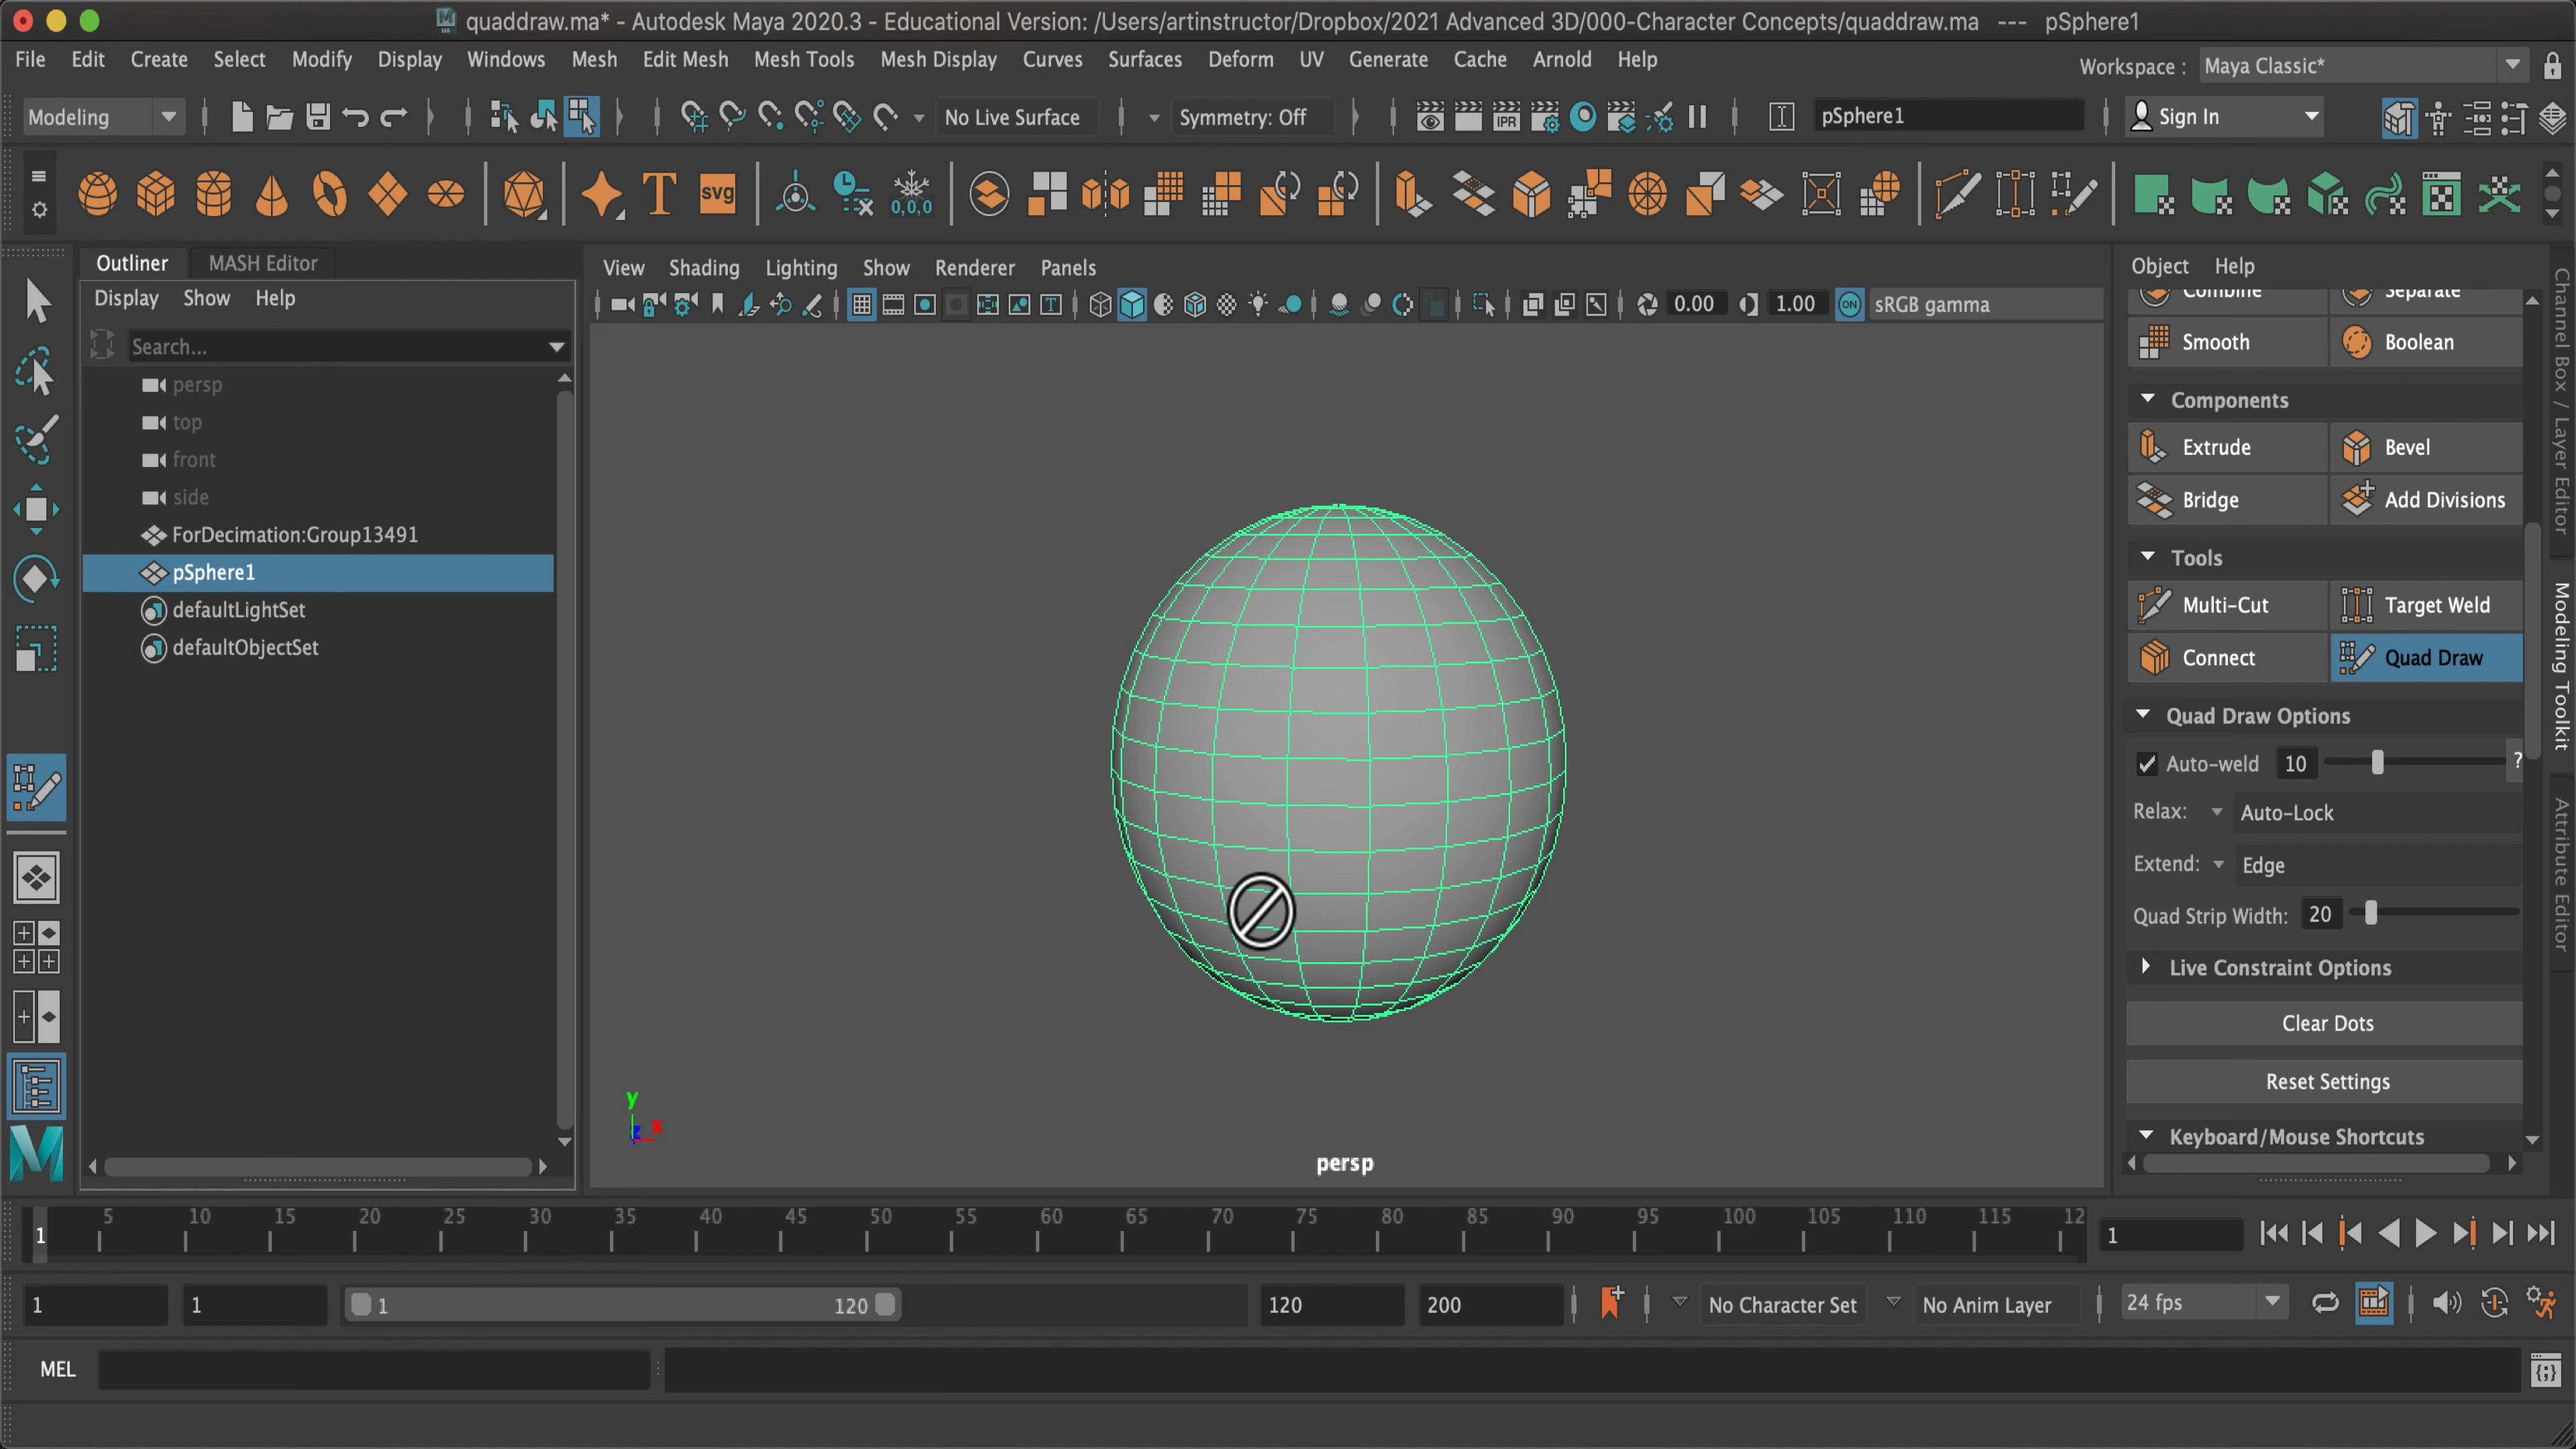 quaddraw.ma* - Autodesk Maya 2020.3 - Educational Version: /Users/artinstructor/Dropbox/2021 Advanced 3D/000-Character Concepts/quaddraw.ma --- pSphere1
File Edit Create Select Modify Display Windows Mesh Edit Mesh Mesh Tools Mesh Display Curves Surfaces Deform UV Generate Cache Arnold Help
Workspace : Maya Classic*
Modeling No Live Surface Symmetry: Off IPR pSphere1 Sign In
T svg 0,0,0
Outliner MASH Editor
Display Show Help
Search...
persp
top
front
side
ForDecimation:Group13491
pSphere1
defaultLightSet
defaultObjectSet
View Shading Lighting Show Renderer Panels
0.00 1.00 ON sRGB gamma
y
z x
persp
Object Help
Combine Separate
Smooth Boolean
Components
Extrude Bevel
Bridge Add Divisions
Tools
Multi-Cut Target Weld
Connect Quad Draw
Quad Draw Options
Auto-weld 10 ?
Relax: Auto-Lock
Extend: Edge
Quad Strip Width: 20
Live Constraint Options
Clear Dots
Reset Settings
Keyboard/Mouse Shortcuts
Channel Box / Layer Editor
Modeling Toolkit
Attribute Editor
1 5 10 15 20 25 30 35 40 45 50 55 60 65 70 75 80 85 90 95 100 105 110 115 12
1
1 1 1 120 120 200 No Character Set No Anim Layer 24 fps
MEL